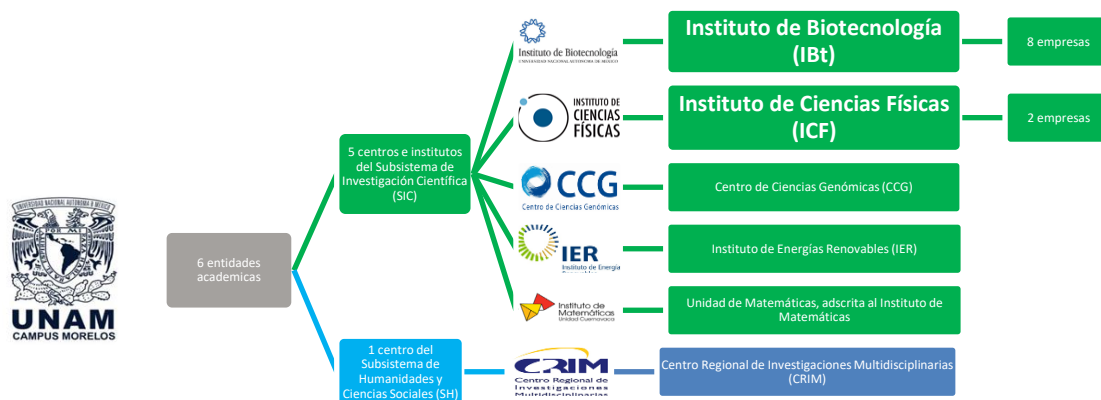 UNIVERSIDAD NACIONAL AUTONOMA D MEXICO
POR MI
UNAM
CAMPUS MORELOS
6 entidades
academicas
5 centros e institutos
del Subsistema de
Investigación Científica
(SIC)
Instituto de Biotecnología
UNIVERSIDAD NACIONAL AUTÓNOMA DE MÉXICO
Instituto de Biotecnología
(IBt)
8 empresas
INSTITUTO DE
CIENCIAS
FÍSICAS
Instituto de Ciencias Físicas
(ICF)
2 empresas
CCG
Centro de Ciencias Genómicas
Centro de Ciencias Genómicas (CCG)
IER
Instituto de Energía
Instituto de Energías Renovables (IER)
Instituto de
Matemáticas
Unidad Cuernavaca
Unidad de Matemáticas, adscrita al Instituto de
Matemáticas
1 centro del
Subsistema de
Humanidades y
Ciencias Sociales (SH)
CRIM
Centro Regional de
Investigaciones
Multidisciplinarias
Centro Regional de Investigaciones Multidisciplinarias
(CRIM)